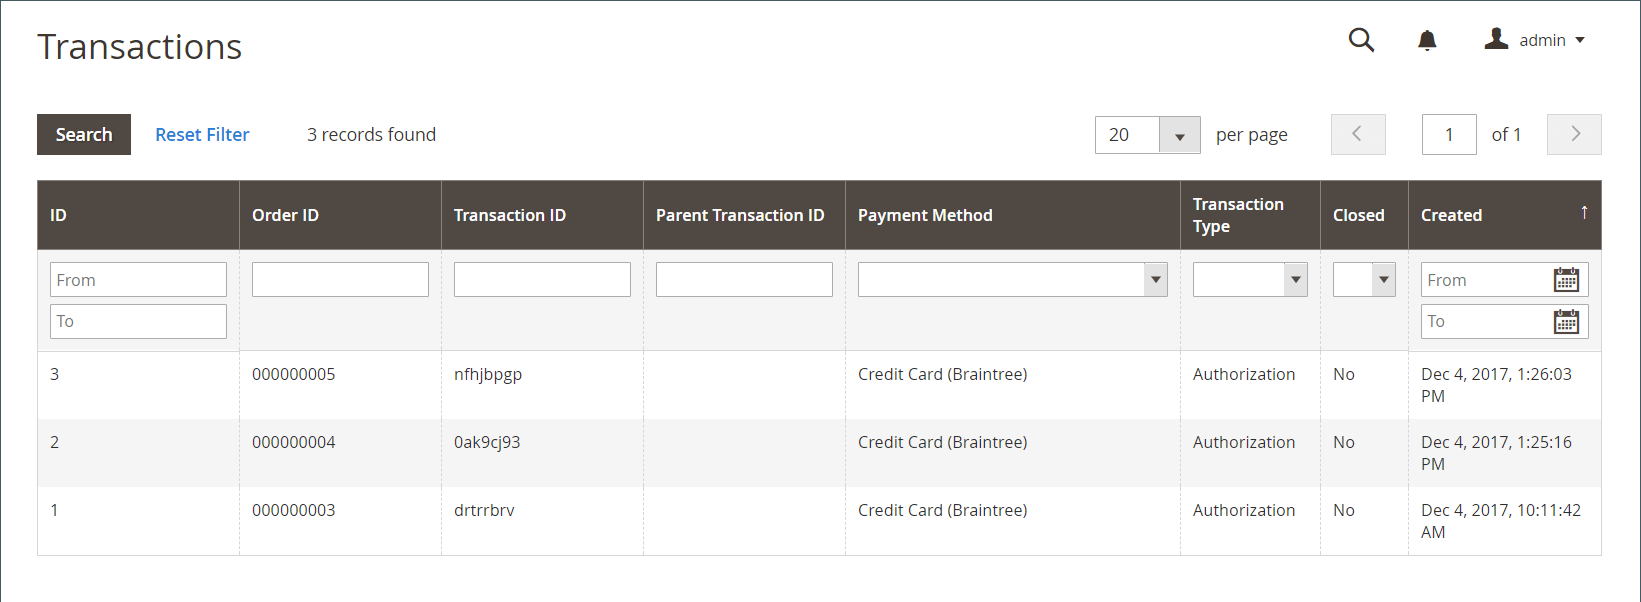 Transactions
admin
Search Reset Filter 3 records found 20 per page 1 of 1
ID Order ID Transaction ID Parent Transaction ID Payment Method Transaction Type Closed Created ↑
From From
To To
3 000000005 nfhjbpgp Credit Card (Braintree) Authorization No Dec 4, 2017, 1:26:03 PM
2 000000004 0ak9cj93 Credit Card (Braintree) Authorization No Dec 4, 2017, 1:25:16 PM
1 000000003 drtrrbrv Credit Card (Braintree) Authorization No Dec 4, 2017, 10:11:42 AM